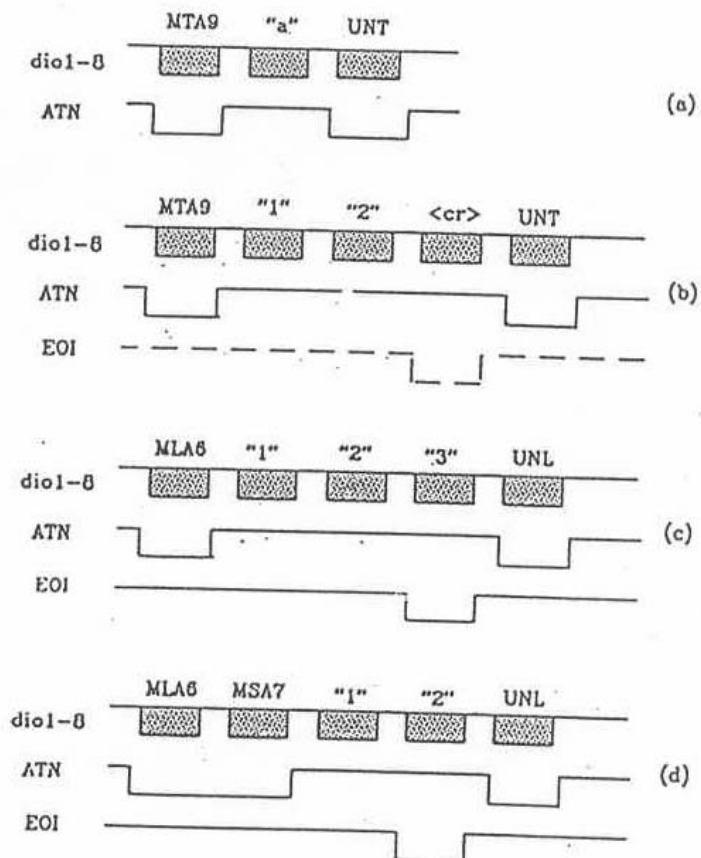 MTA9 "a" UNT
dio1-8
ATN
(a)
MTA9 "1" "2" <cr> UNT
dio1-8
ATN
(b)
EOI
MLA6 "1" "2" "3" UNL
dio1-8
ATN
(c)
EOI
MLA6 MSA7 "1" "2" UNL
dio1-8
ATN
(d)
EOI